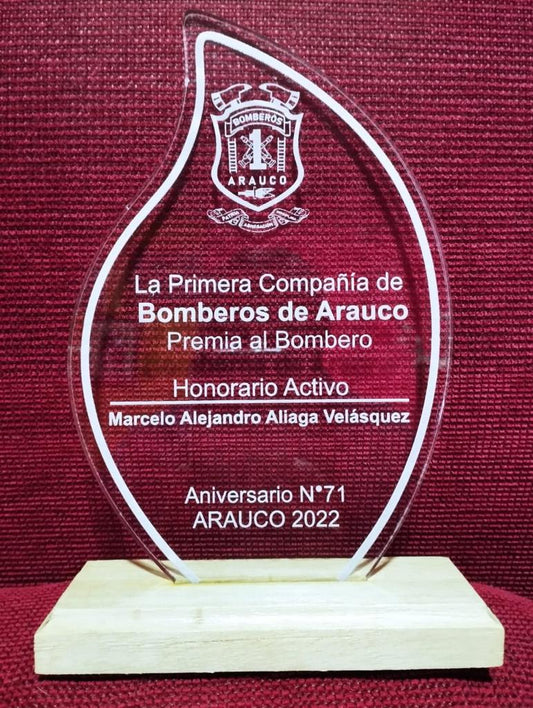 BOMBEROS
1
ARAUCO
La Primera Compañía de
Bomberos de Arauco
Premia al Bombero
Honorario Activo
Marcelo Alejandro Aliaga Velásquez
Aniversario N°71
ARAUCO 2022